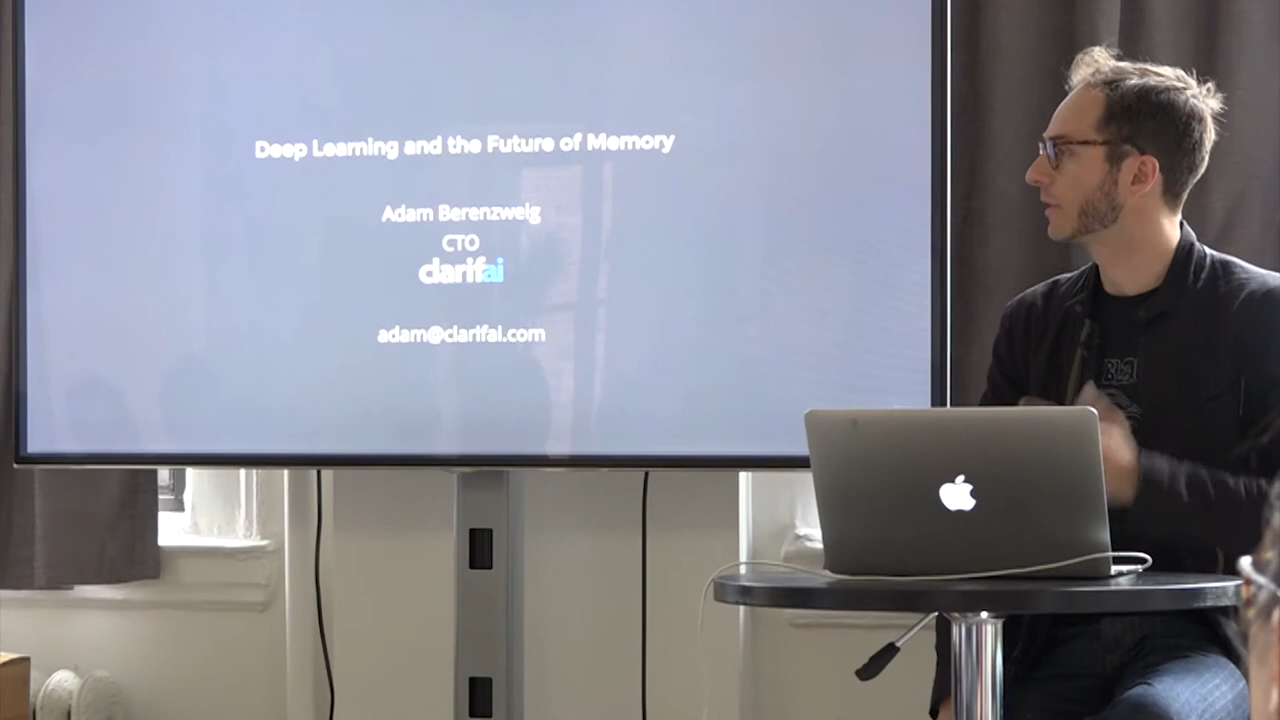 Deep Learning and the Future of Memory
Adam Berenzweig
CTO
clarifai
adam@clarifai.com